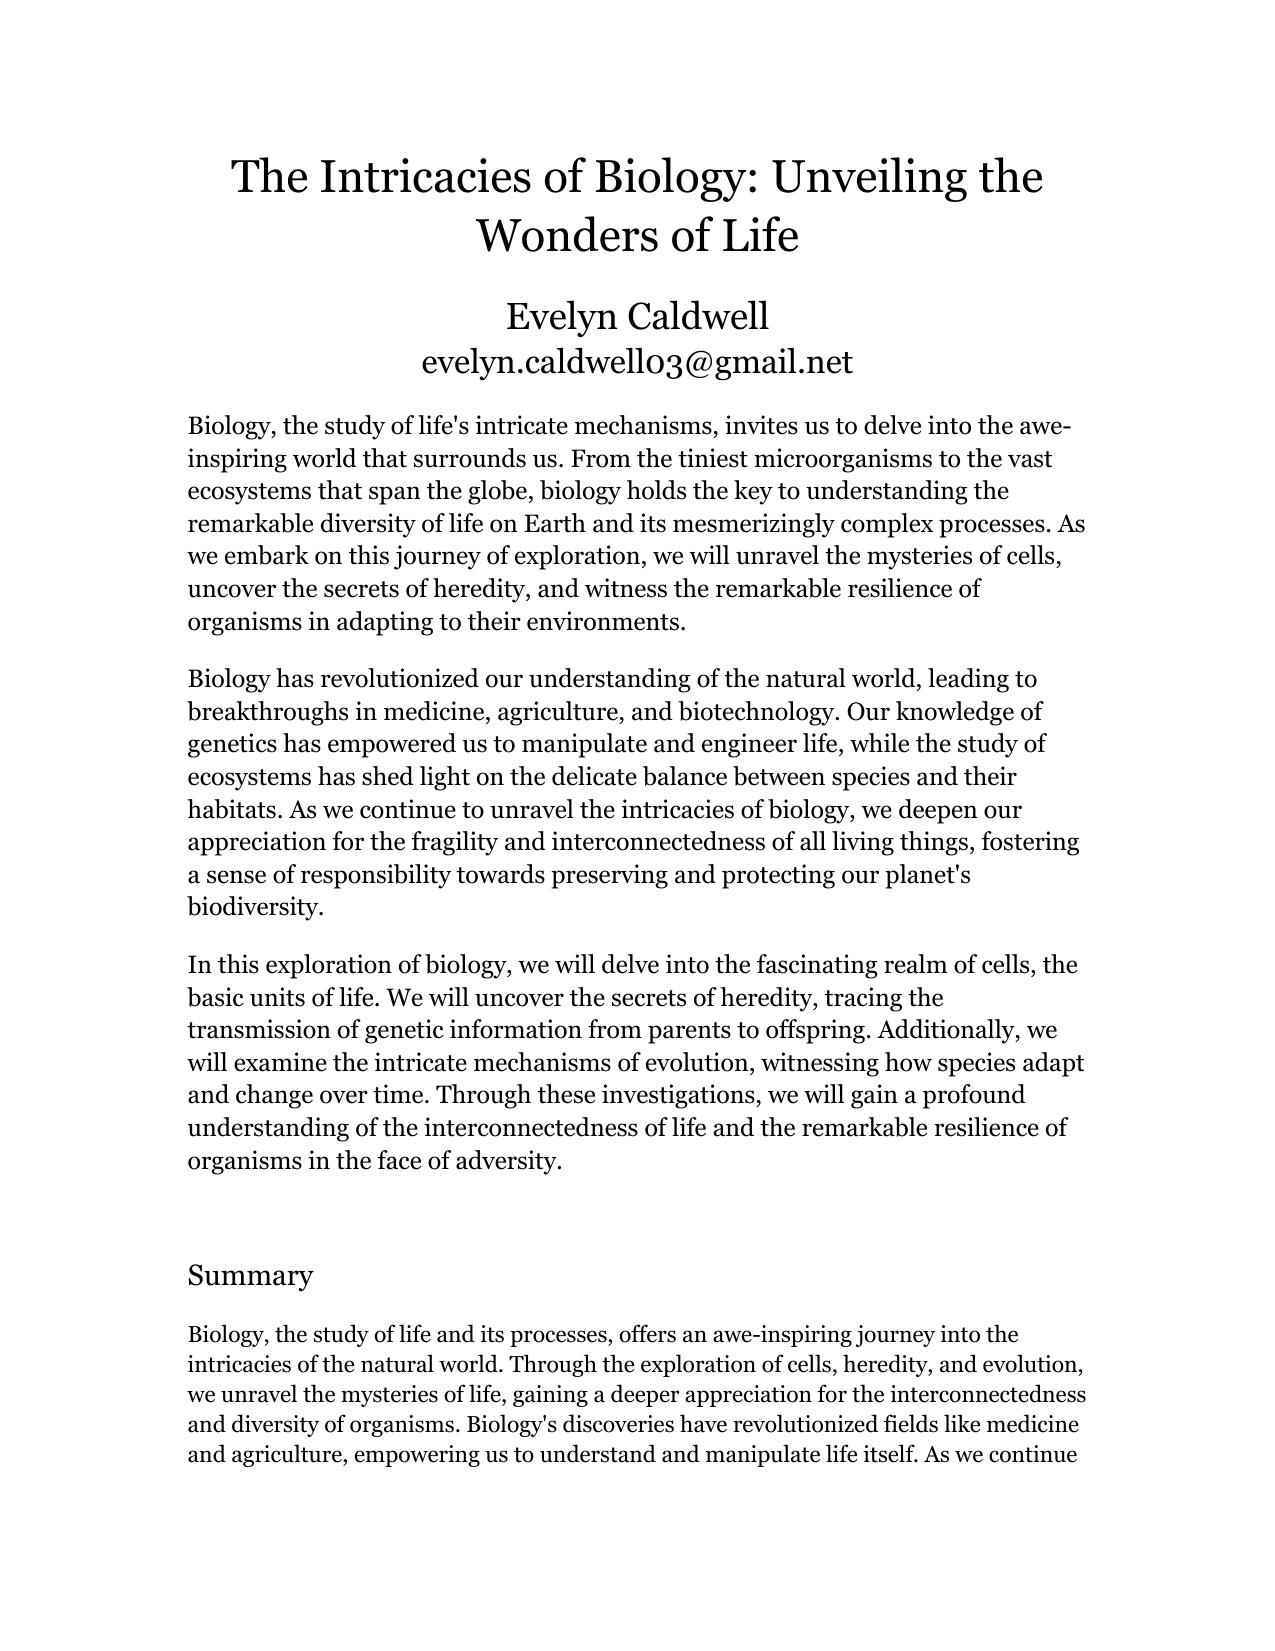 The Intricacies of Biology: Unveiling the
Wonders of Life
Evelyn Caldwell
evelyn.caldwell03@gmail.net
Biology, the study of life's intricate mechanisms, invites us to delve into the awe-
inspiring world that surrounds us. From the tiniest microorganisms to the vast
ecosystems that span the globe, biology holds the key to understanding the
remarkable diversity of life on Earth and its mesmerizingly complex processes. As
we embark on this journey of exploration, we will unravel the mysteries of cells,
uncover the secrets of heredity, and witness the remarkable resilience of
organisms in adapting to their environments.
Biology has revolutionized our understanding of the natural world, leading to
breakthroughs in medicine, agriculture, and biotechnology. Our knowledge of
genetics has empowered us to manipulate and engineer life, while the study of
ecosystems has shed light on the delicate balance between species and their
habitats. As we continue to unravel the intricacies of biology, we deepen our
appreciation for the fragility and interconnectedness of all living things, fostering
a sense of responsibility towards preserving and protecting our planet's
biodiversity.
In this exploration of biology, we will delve into the fascinating realm of cells, the
basic units of life. We will uncover the secrets of heredity, tracing the
transmission of genetic information from parents to offspring. Additionally, we
will examine the intricate mechanisms of evolution, witnessing how species adapt
and change over time. Through these investigations, we will gain a profound
understanding of the interconnectedness of life and the remarkable resilience of
organisms in the face of adversity.
Summary
Biology, the study of life and its processes, offers an awe-inspiring journey into the
intricacies of the natural world. Through the exploration of cells, heredity, and evolution,
we unravel the mysteries of life, gaining a deeper appreciation for the interconnectedness
and diversity of organisms. Biology's discoveries have revolutionized fields like medicine
and agriculture, empowering us to understand and manipulate life itself. As we continue